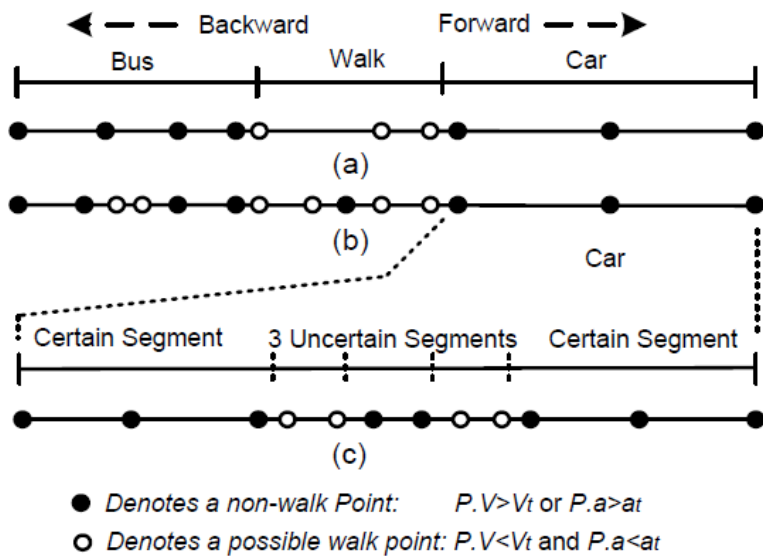 Backward Forward
Bus Walk Car
(a)
(b)
Car
Certain Segment 3 Uncertain Segments Certain Segment
(c)
Denotes a non-walk Point: P.V>Vt or P.a>at
Denotes a possible walk point: P.V<Vt and P.a<at